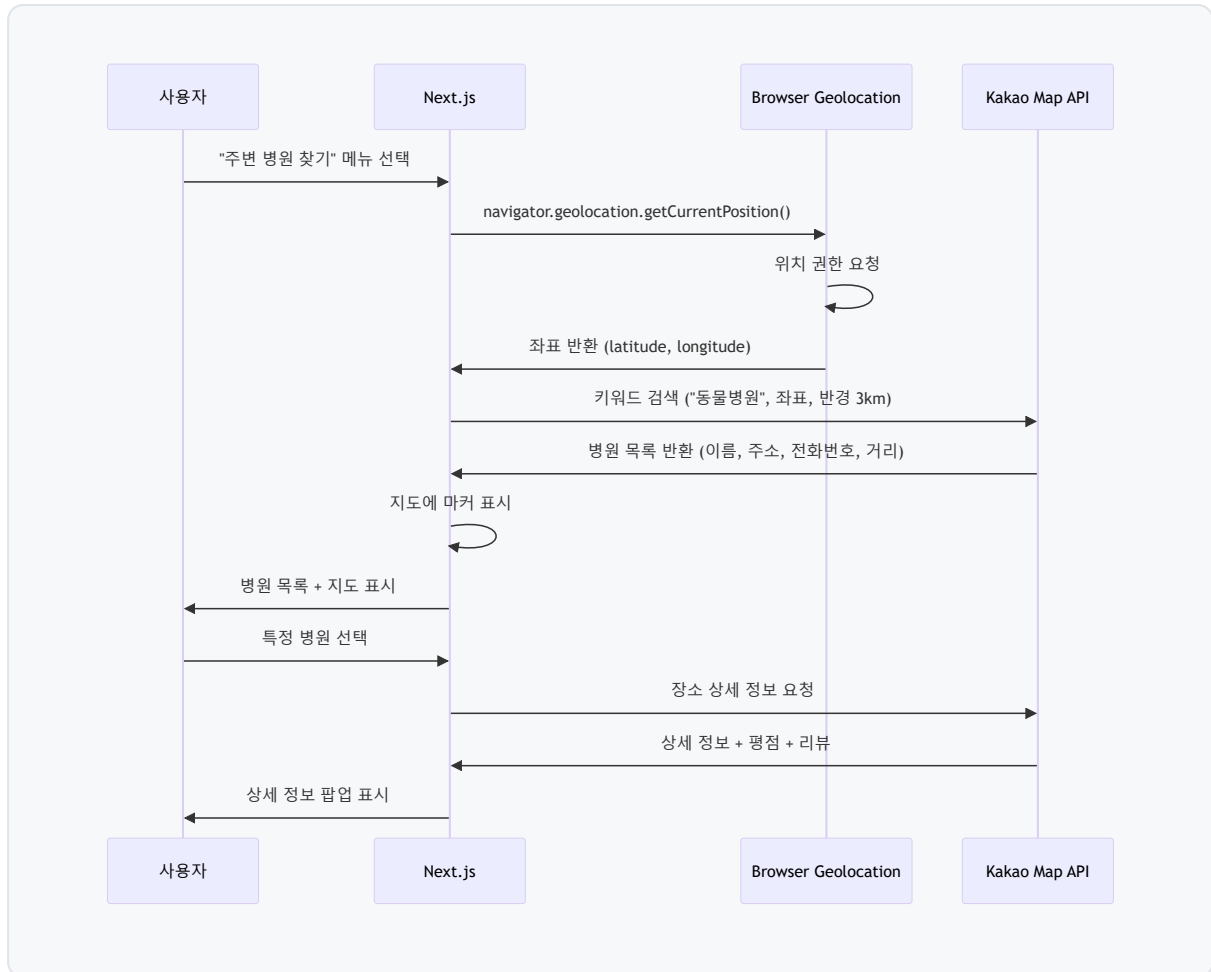 사용자
Next.js
Browser Geolocation
Kakao Map API
"주변 병원 찾기" 메뉴 선택
navigator.geolocation.getCurrentPosition()
위치 권한 요청
좌표 반환 (latitude, longitude)
키워드 검색 ("동물병원", 좌표, 반경 3km)
병원 목록 반환 (이름, 주소, 전화번호, 거리)
지도에 마커 표시
병원 목록 + 지도 표시
특정 병원 선택
장소 상세 정보 요청
상세 정보 + 평점 + 리뷰
상세 정보 팝업 표시
사용자
Next.js
Browser Geolocation
Kakao Map API